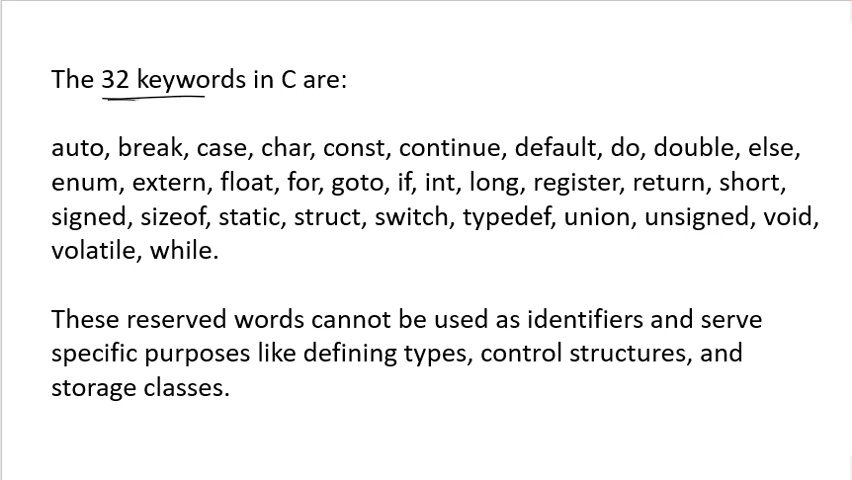 The 32 keywords in C are:
auto, break, case, char, const, continue, default, do, double, else,
enum, extern, float, for, goto, if, int, long, register, return, short,
signed, sizeof, static, struct, switch, typedef, union, unsigned, void,
volatile, while.
These reserved words cannot be used as identifiers and serve
specific purposes like defining types, control structures, and
storage classes.